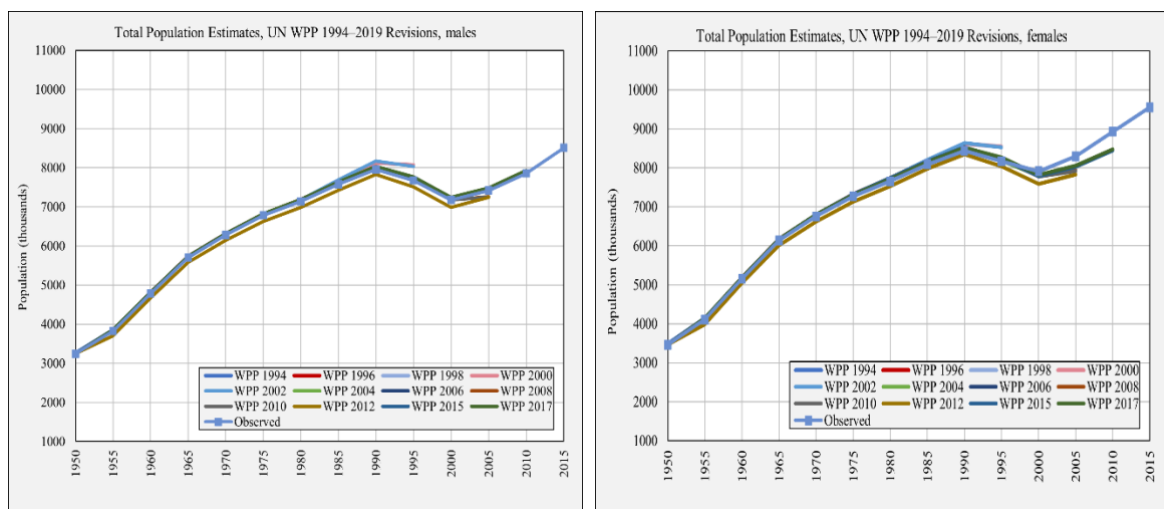 Total Population Estimates, UN WPP 1994–2019 Revisions, males
11000
10000
9000
8000
7000
6000
5000
4000
3000
2000
1000
Population (thousands)
WPP 1994 WPP 1996 WPP 1998 WPP 2000
WPP 2002 WPP 2004 WPP 2006 WPP 2008
WPP 2010 WPP 2012 WPP 2015 WPP 2017
Observed
1950 1955 1960 1965 1970 1975 1980 1985 1990 1995 2000 2005 2010 2015
Total Population Estimates, UN WPP 1994–2019 Revisions, females
11000
10000
9000
8000
7000
6000
5000
4000
3000
2000
1000
Population (thousands)
WPP 1994 WPP 1996 WPP 1998 WPP 2000
WPP 2002 WPP 2004 WPP 2006 WPP 2008
WPP 2010 WPP 2012 WPP 2015 WPP 2017
Observed
1950 1955 1960 1965 1970 1975 1980 1985 1990 1995 2000 2005 2010 2015